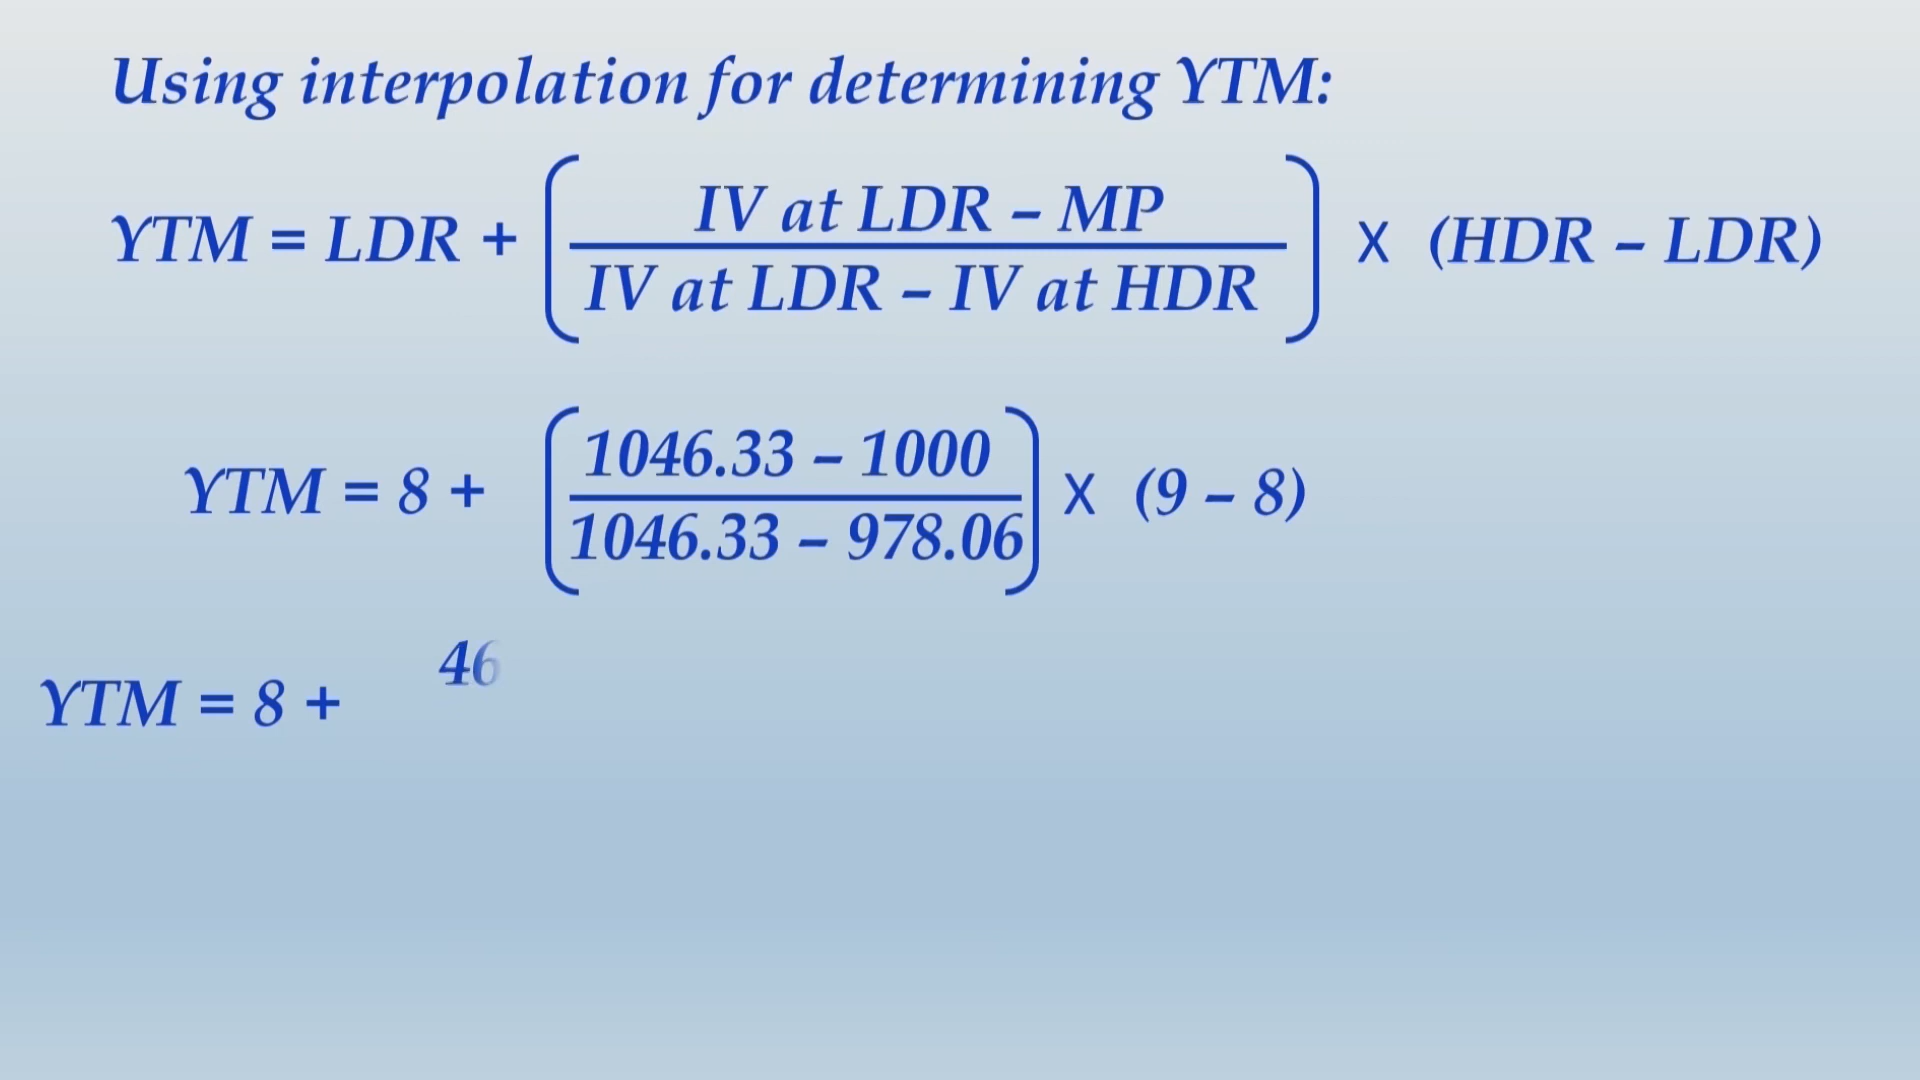 Using interpolation for determining YTM:
IV at LDR – MP
YTM = LDR + X (HDR – LDR)
IV at LDR – IV at HDR
1046.33 – 1000
YTM = 8 + X (9 – 8)
1046.33 – 978.06
46
YTM = 8 +